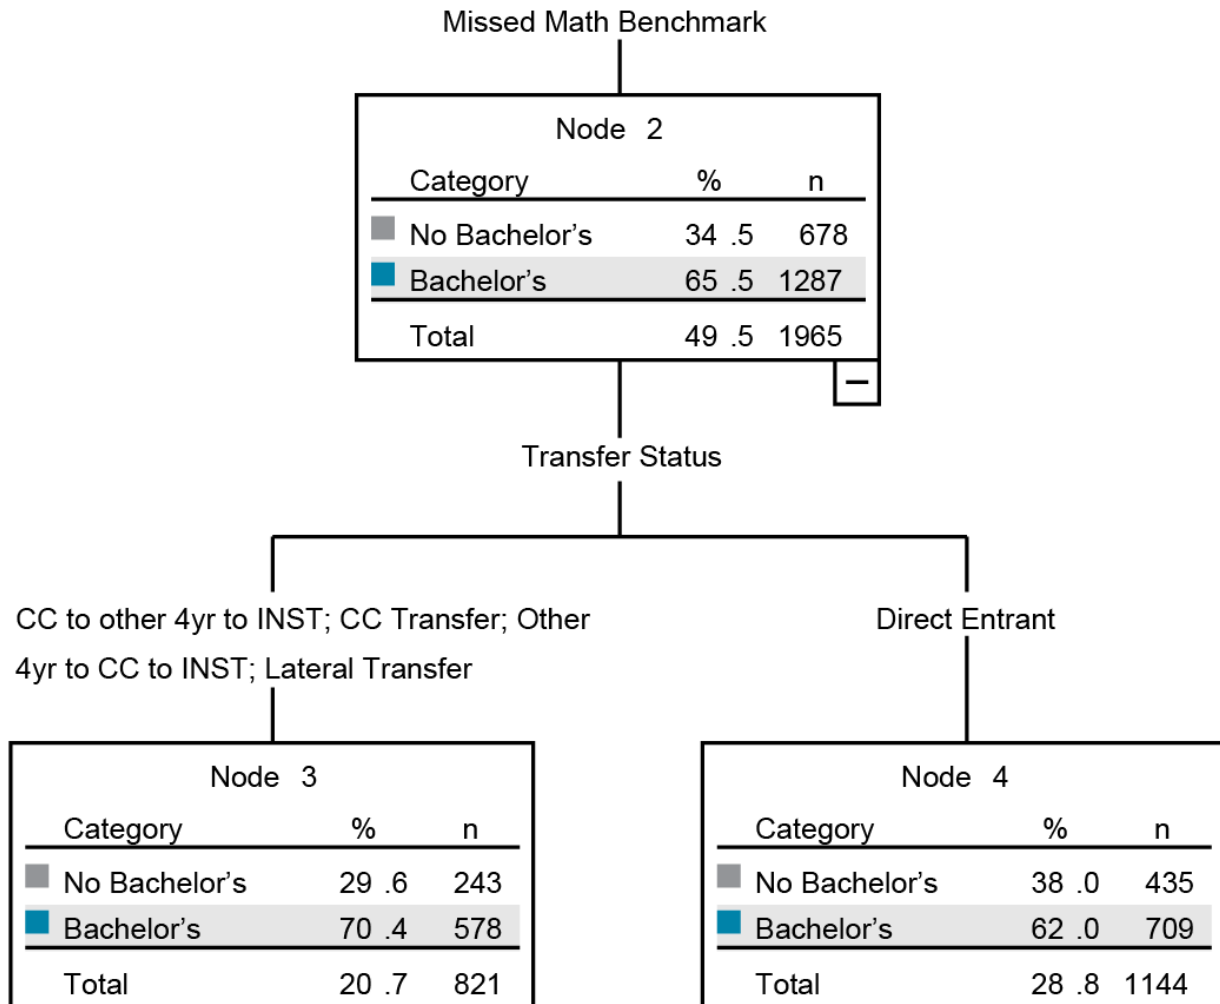 Missed Math Benchmark
Node 2
Category % n
No Bachelor’s 34 .5 678
Bachelor’s 65 .5 1287
Total 49 .5 1965
Transfer Status
CC to other 4yr to INST; CC Transfer; Other
4yr to CC to INST; Lateral Transfer
Direct Entrant
Node 3
Category % n
No Bachelor’s 29 .6 243
Bachelor’s 70 .4 578
Total 20 .7 821
Node 4
Category % n
No Bachelor’s 38 .0 435
Bachelor’s 62 .0 709
Total 28 .8 1144